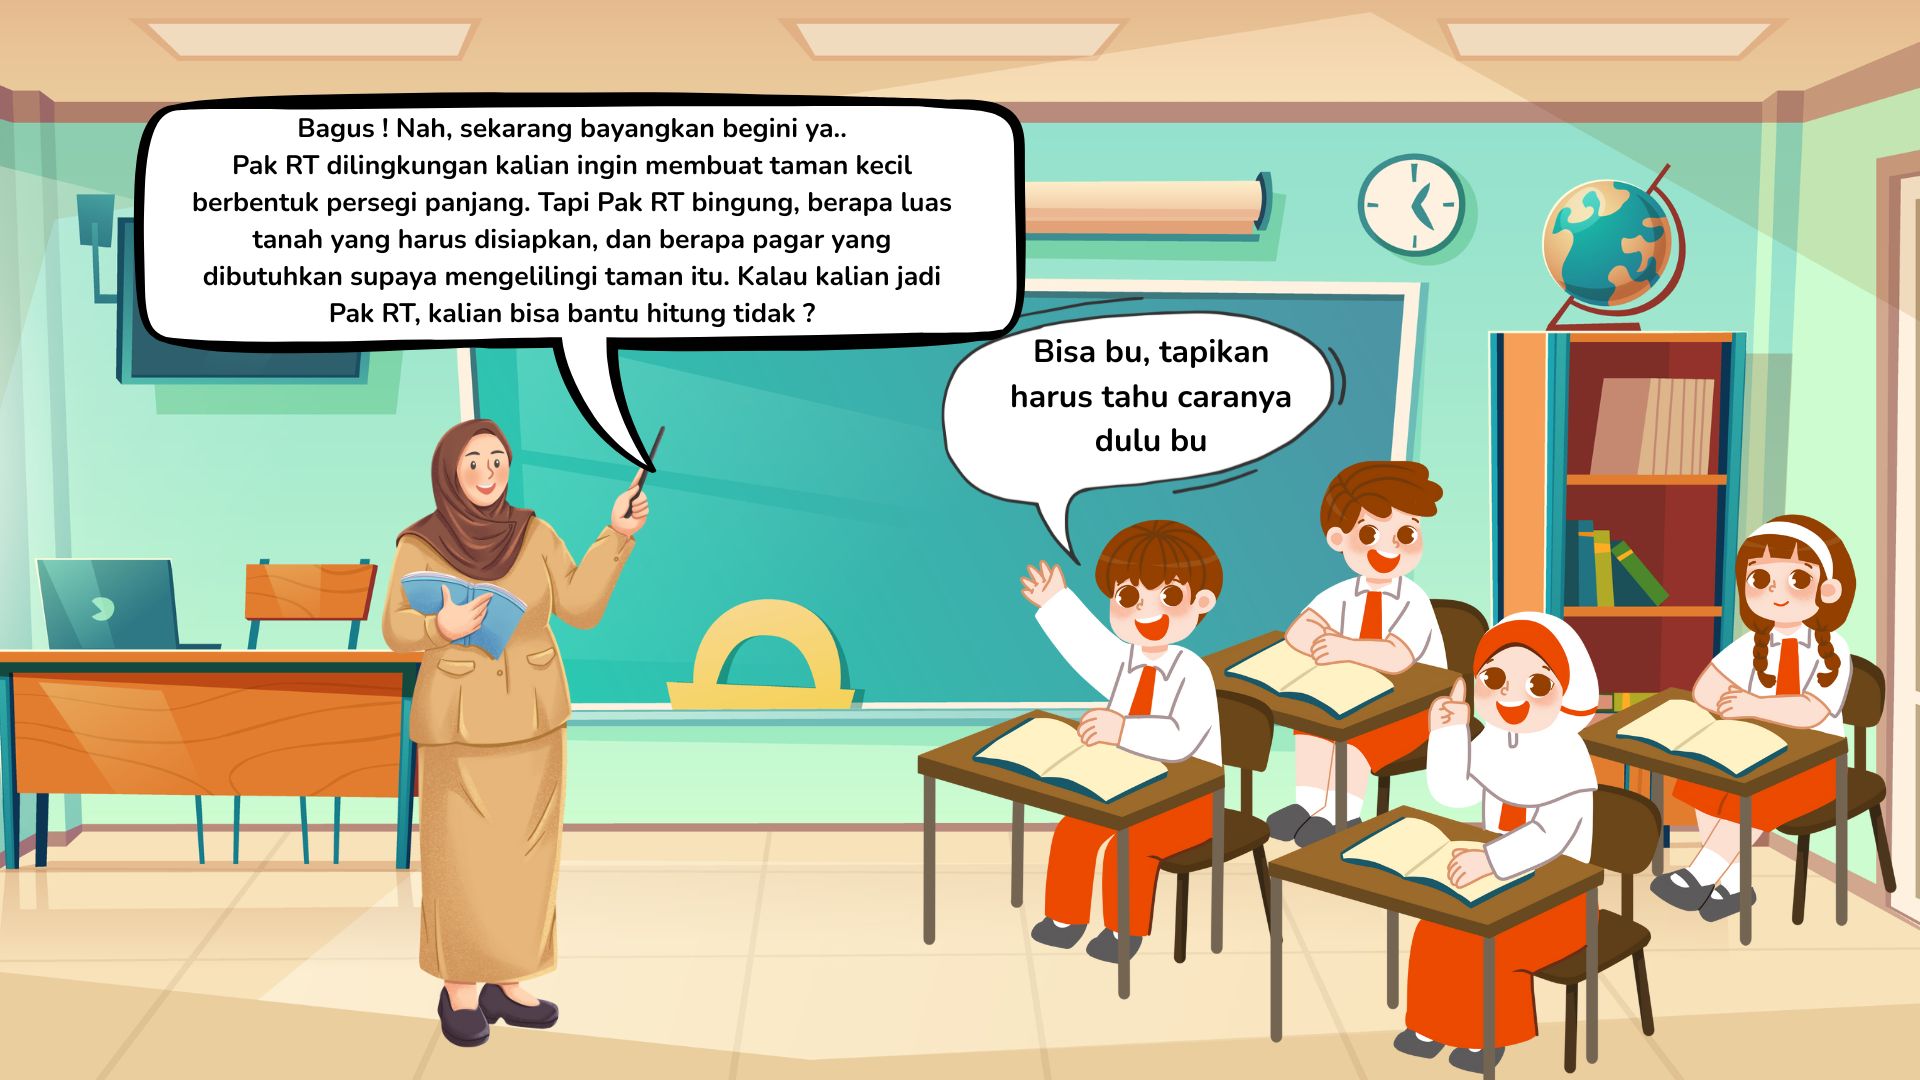 Bagus ! Nah, sekarang bayangkan begini ya..
Pak RT dilingkungan kalian ingin membuat taman kecil
berbentuk persegi panjang. Tapi Pak RT bingung, berapa luas
tanah yang harus disiapkan, dan berapa pagar yang
dibutuhkan supaya mengelilingi taman itu. Kalau kalian jadi
Pak RT, kalian bisa bantu hitung tidak ?
Bisa bu, tapikan
harus tahu caranya
dulu bu